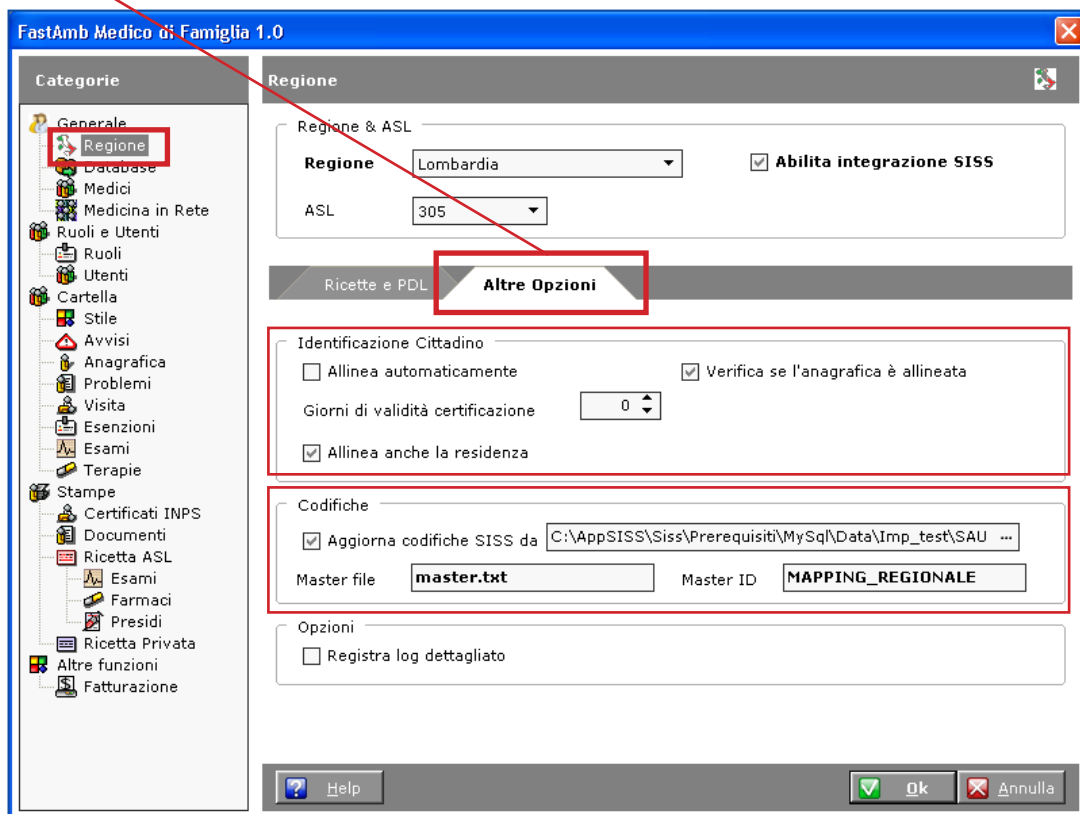 FastAmb Medico di Famiglia 1.0
Categorie
Generale
Regione
Database
Medici
Medicina in Rete
Ruoli e Utenti
Ruoli
Utenti
Cartella
Stile
Avvisi
Anagrafica
Problemi
Visita
Esenzioni
Esami
Terapie
Stampe
Certificati INPS
Documenti
Ricetta ASL
Esami
Farmaci
Presidi
Ricetta Privata
Altre funzioni
Fatturazione
Regione
Regione & ASL
Regione Lombardia Abilita integrazione SISS
ASL 305
Ricette e PDL Altre Opzioni
Identificazione Cittadino
Allinea automaticamente Verifica se l'anagrafica è allineata
Giorni di validità certificazione 0
Allinea anche la residenza
Codifiche
Aggiorna codifiche SISS da C:\AppSISS\Siss\Prerequisiti\MySql\Data\Imp_test\SAU ...
Master file master.txt Master ID MAPPING_REGIONALE
Opzioni
Registra log dettagliato
Help Ok Annulla